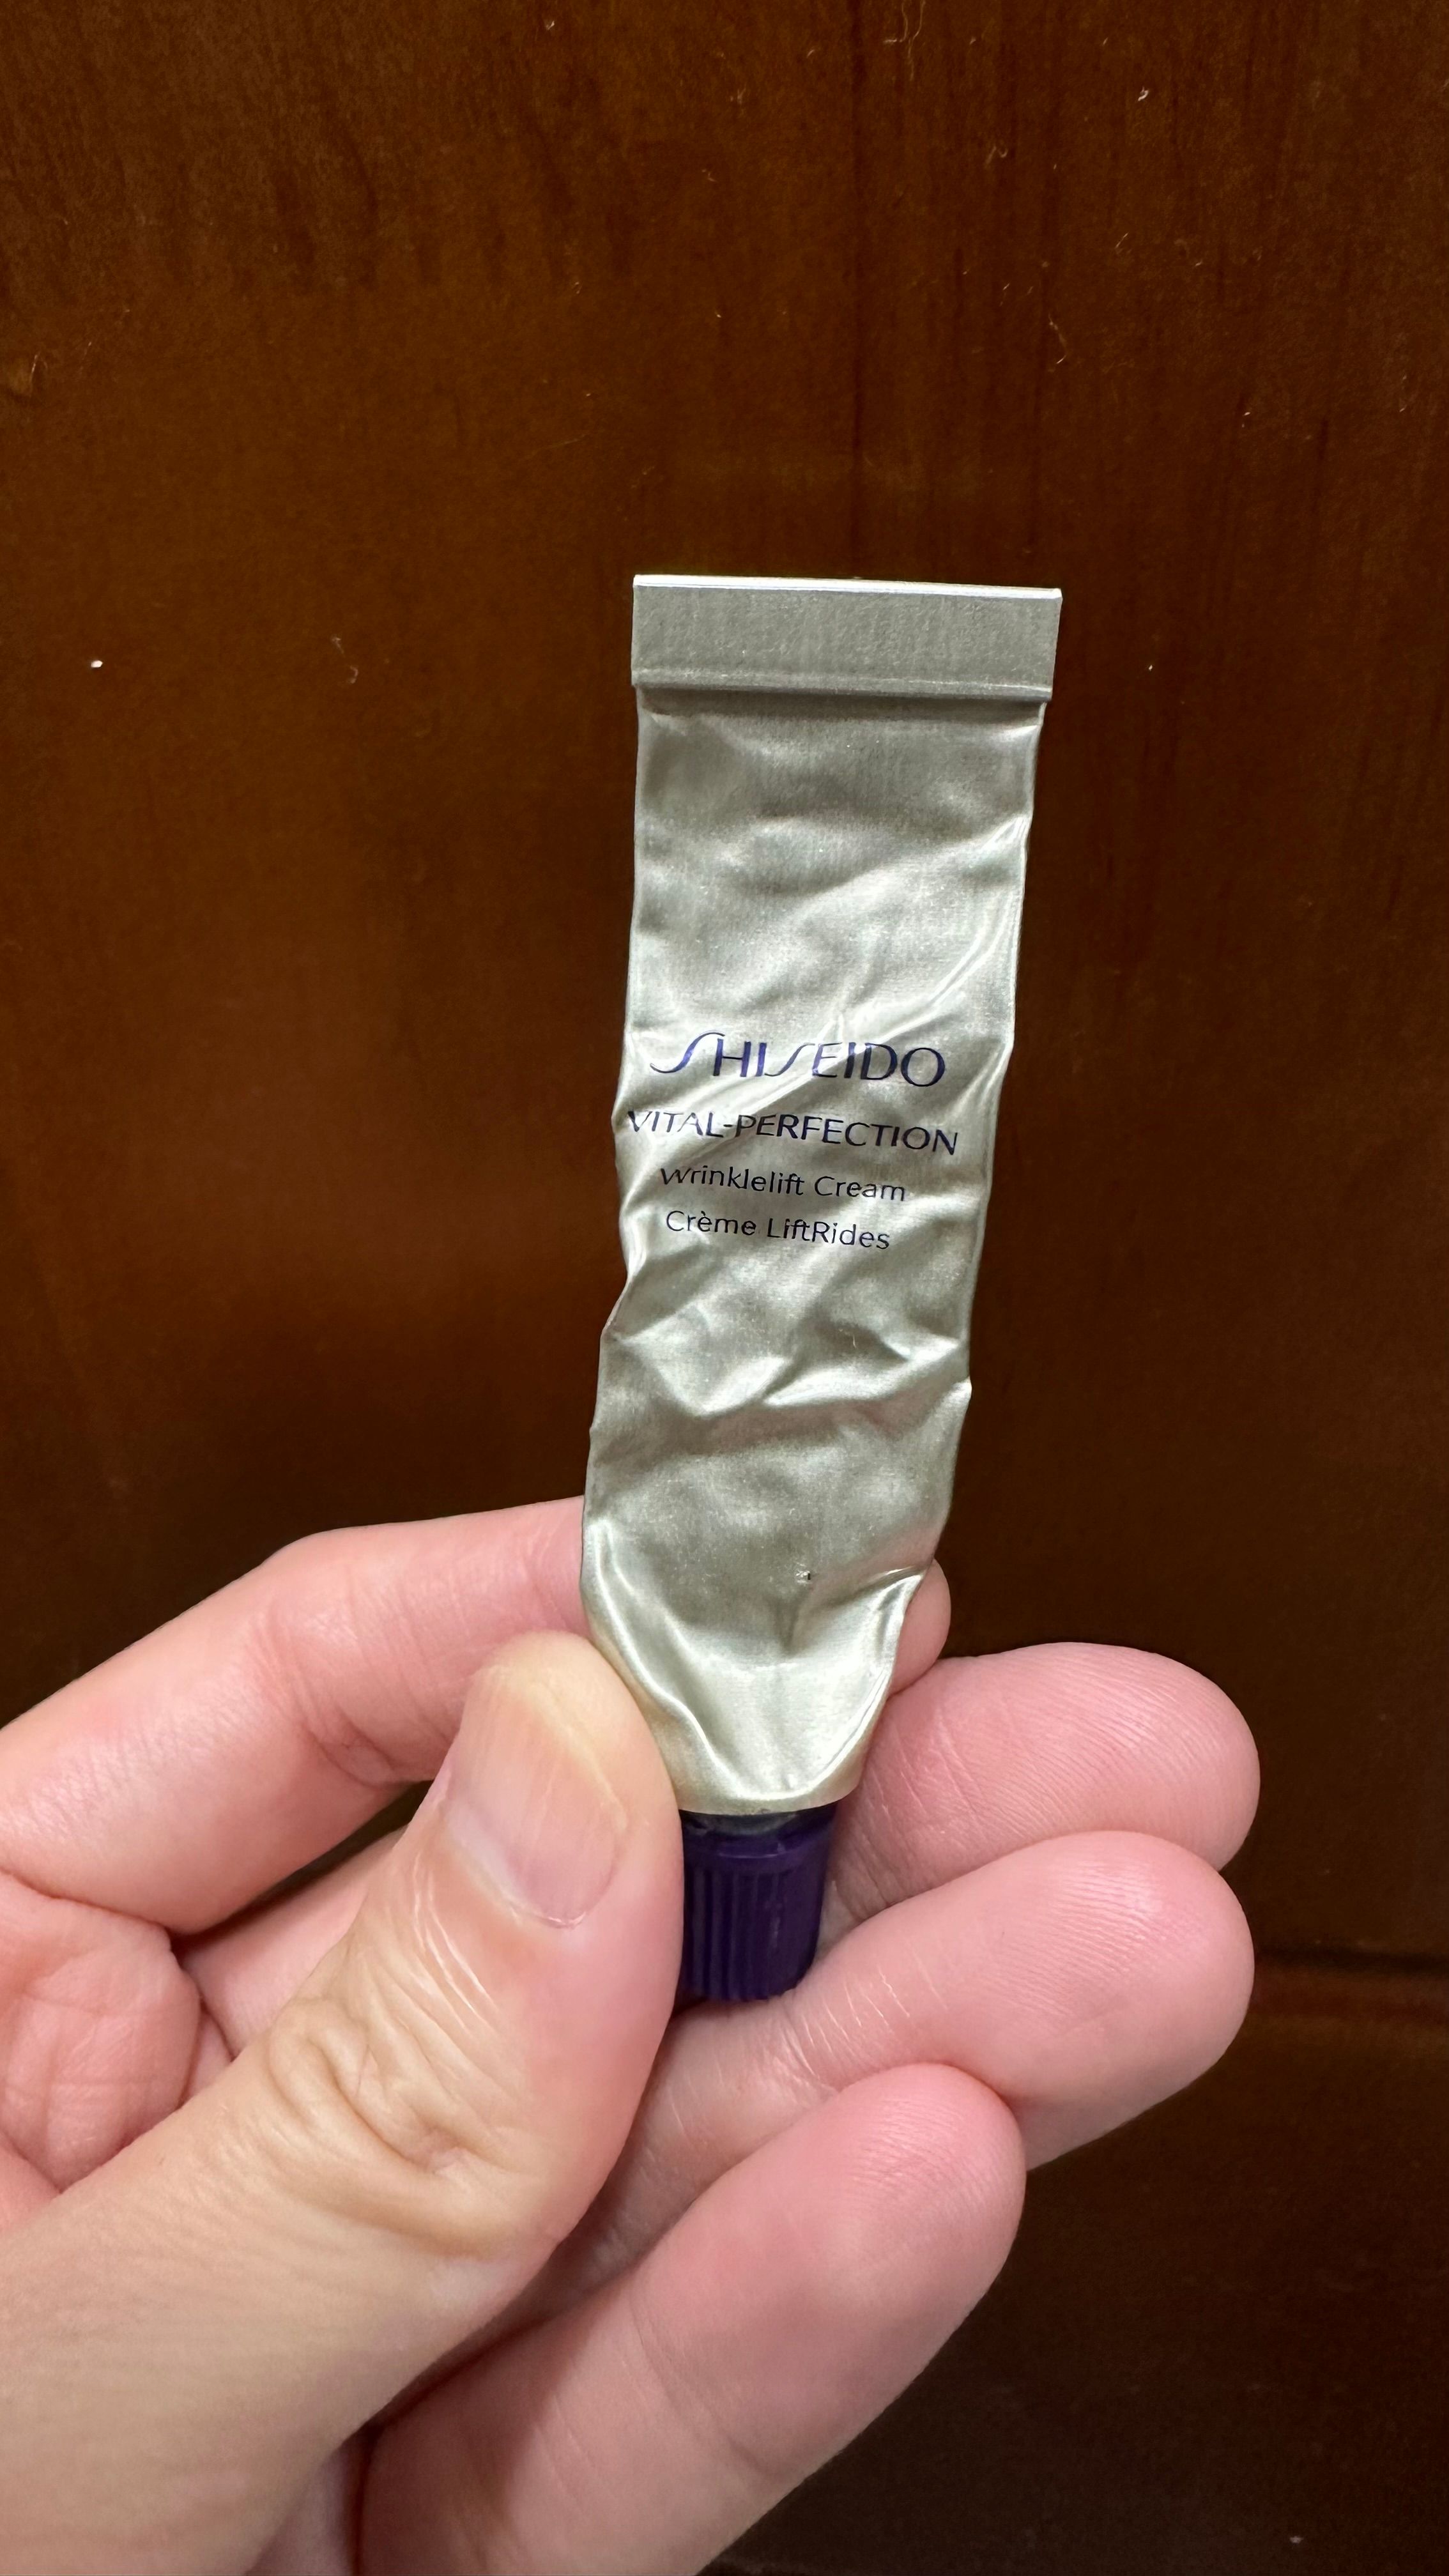 SHISEIDO
VITAL-PERFECTION
Wrinklelift Cream
Crème LiftRides